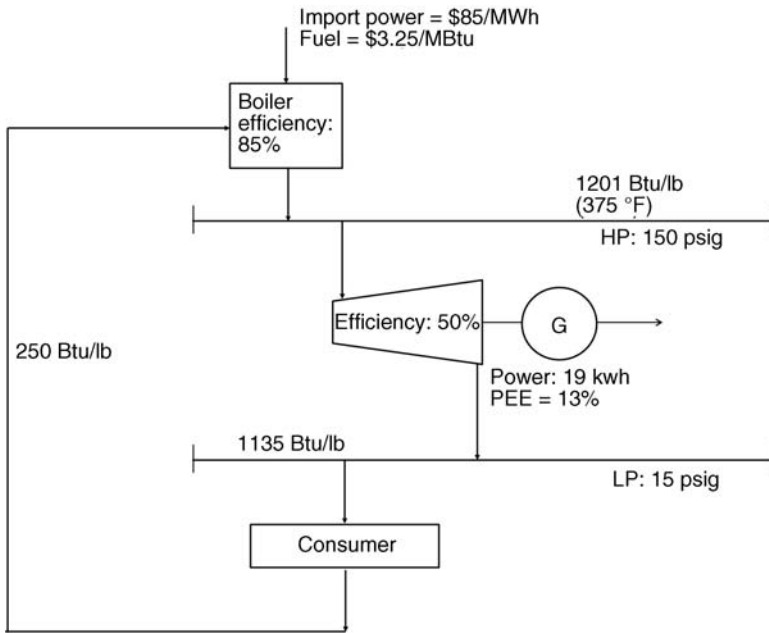 Import power = $85/MWh
Fuel = $3.25/MBtu
Boiler
efficiency:
85%
1201 Btu/lb
(375 °F)
HP: 150 psig
Efficiency: 50%
G
250 Btu/lb
Power: 19 kwh
PEE = 13%
1135 Btu/lb
LP: 15 psig
Consumer